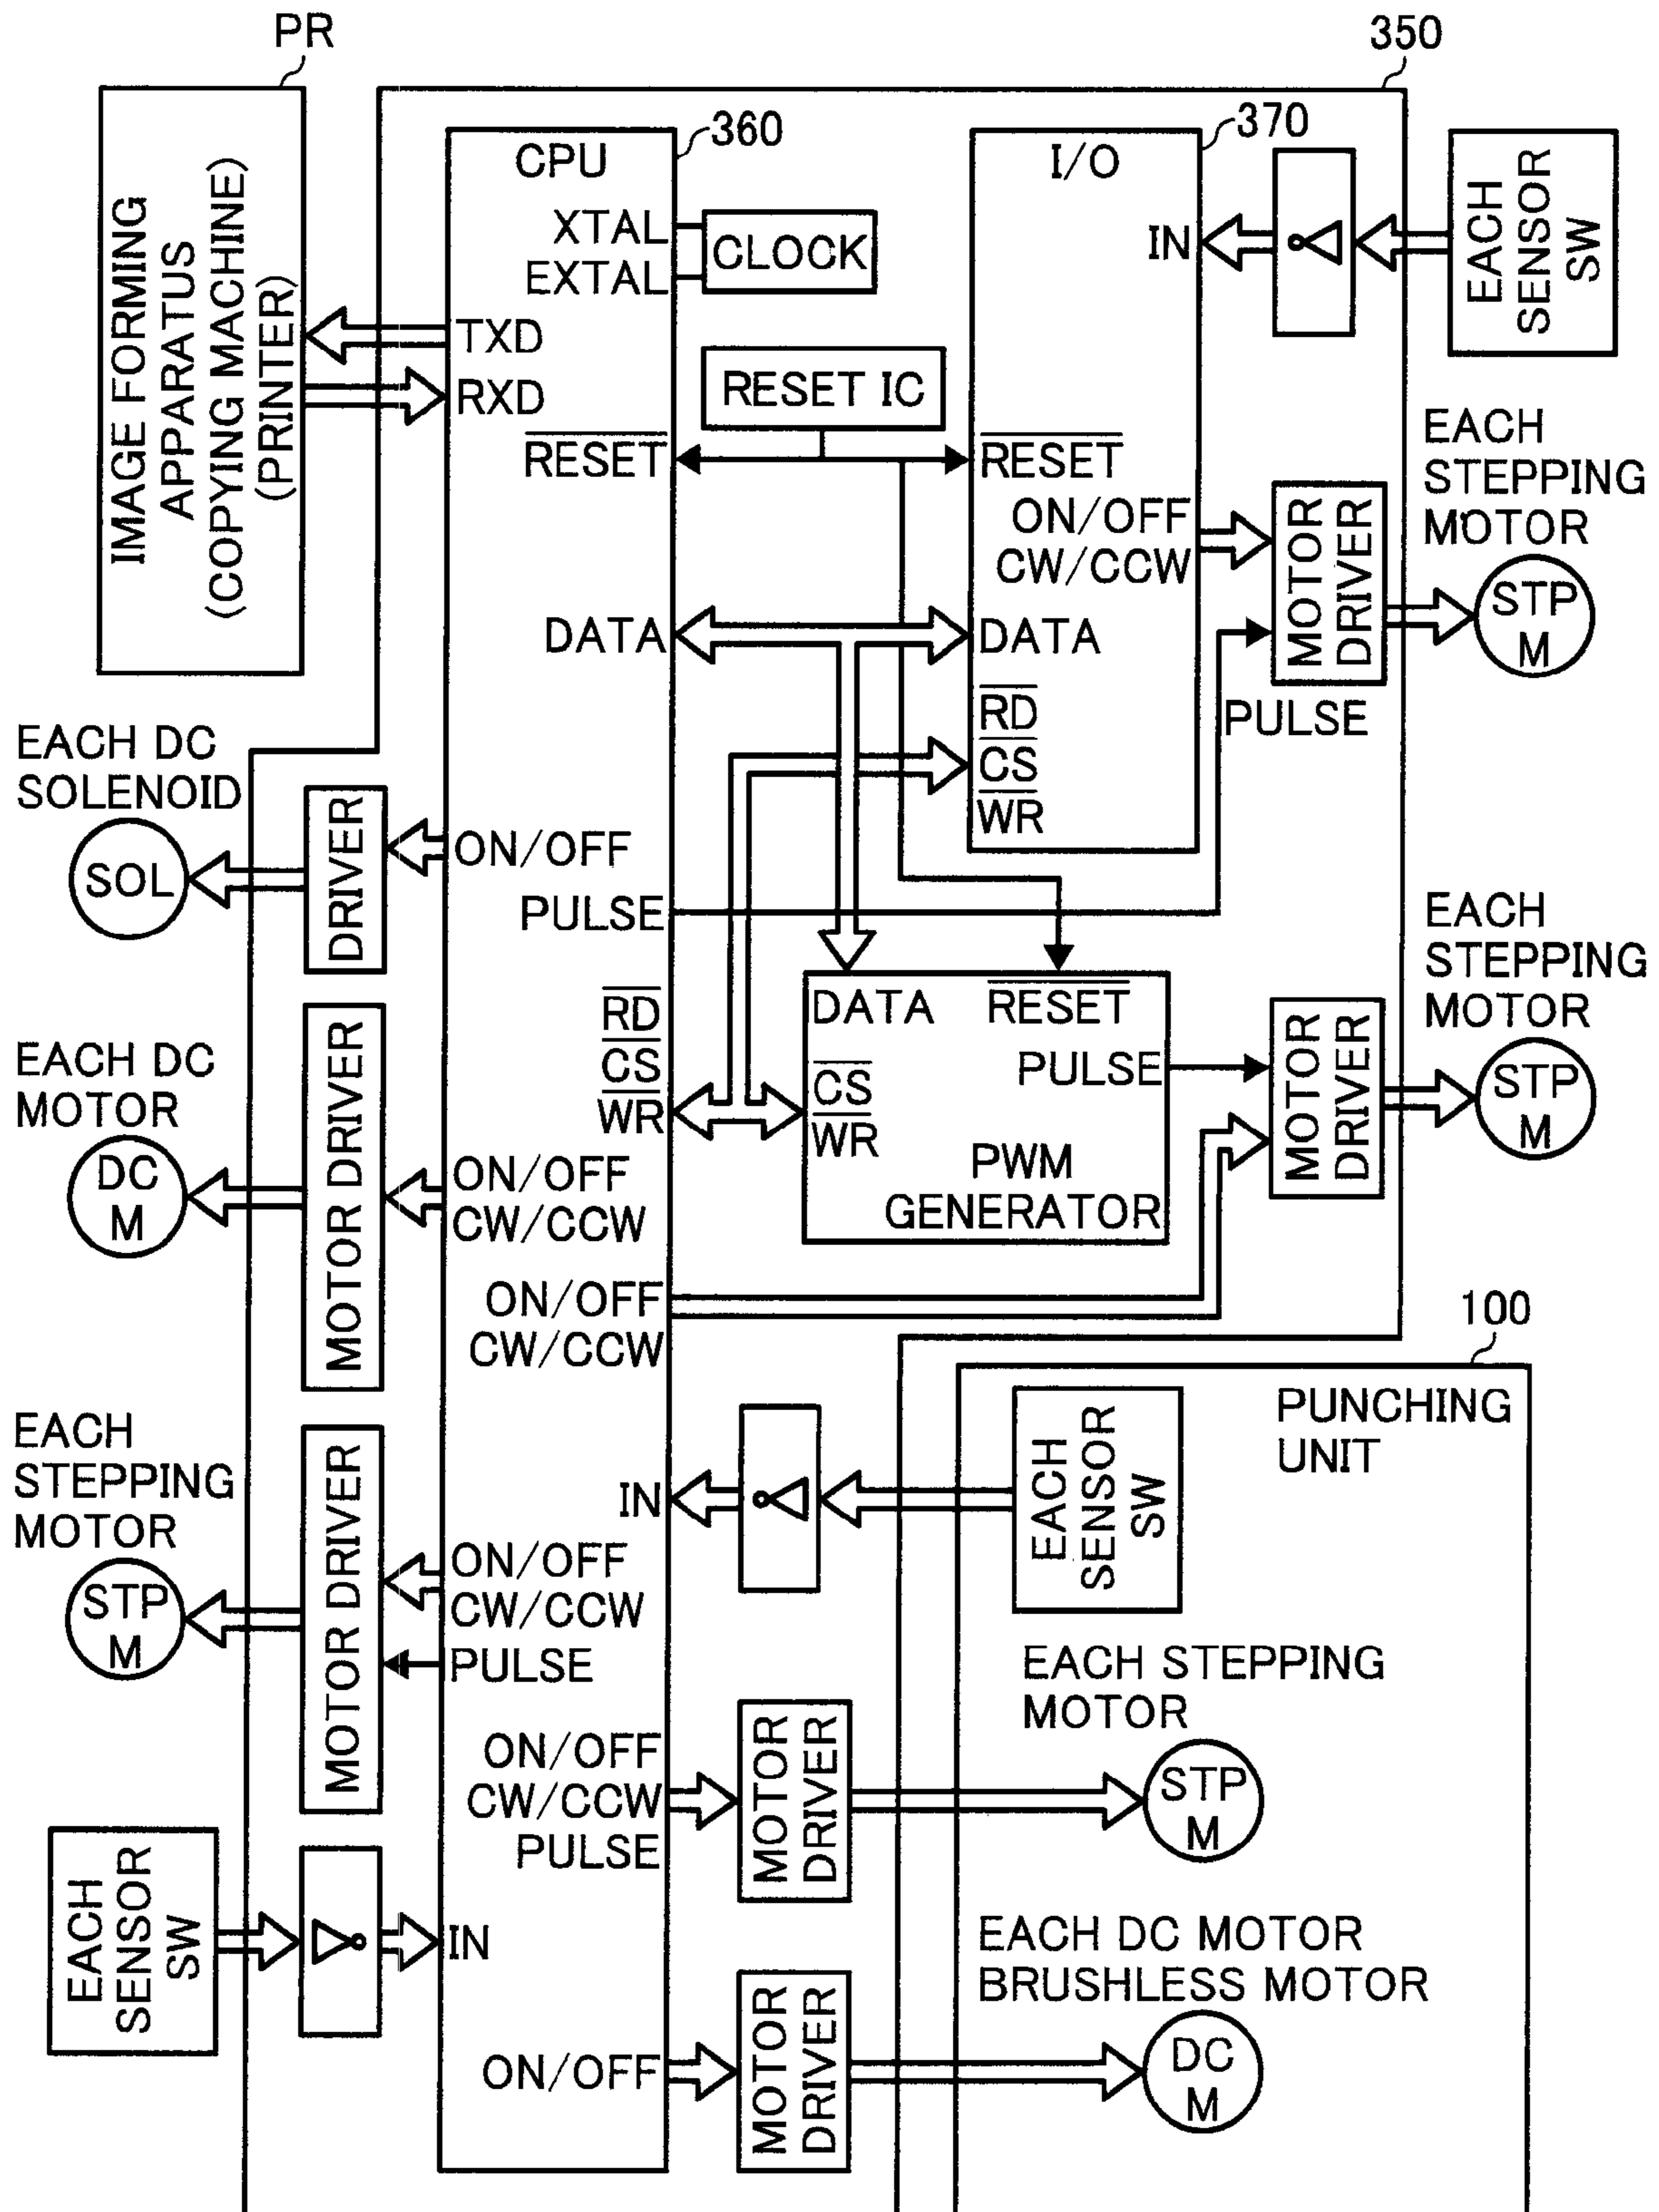 PR
350
360
370
100
IMAGE FORMING
APPARATUS
(COPYING MACHINE)
(PRINTER)
CPU
XTAL
EXTAL
CLOCK
TXD
RXD
RESET IC
RESET
RESET
I/O
IN
EACH
SENSOR
SW
ON/OFF
CW/CCW
MOTOR
DRIVER
EACH
STEPPING
MOTOR
STP
M
DATA
DATA
PULSE
RD
CS
WR
EACH DC
SOLENOID
SOL
DRIVER
ON/OFF
PULSE
DATA
RESET
PULSE
CS
WR
PWM
GENERATOR
RD
CS
WR
MOTOR
DRIVER
EACH
STEPPING
MOTOR
STP
M
EACH DC
MOTOR
DC
M
MOTOR DRIVER
ON/OFF
CW/CCW
ON/OFF
CW/CCW
PUNCHING
UNIT
EACH
SENSOR
SW
IN
EACH
STEPPING
MOTOR
STP
M
MOTOR DRIVER
ON/OFF
CW/CCW
PULSE
ON/OFF
CW/CCW
PULSE
MOTOR
DRIVER
EACH STEPPING
MOTOR
STP
M
EACH
SENSOR
SW
IN
ON/OFF
MOTOR
DRIVER
EACH DC MOTOR
BRUSHLESS MOTOR
DC
M